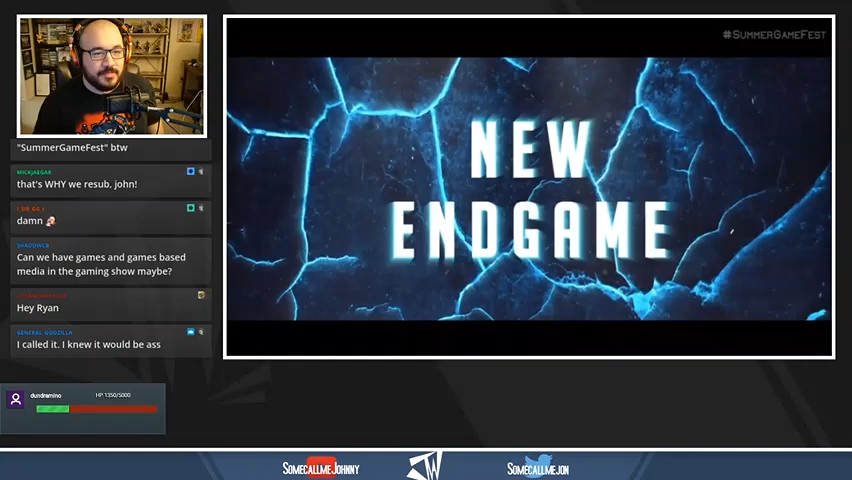 #SUMMERGAMEFEST
NEW
ENDGAME
"SummerGameFest" btw
MICKJAEGAR
that's WHY we resub, john!
damn
SHADOWCB
Can we have games and games based
media in the gaming show maybe?
Hey Ryan
GENERAL_GODZILLA
I called it. I knew it would be ass
dundramino
HP 1350/5000
SOMECALLMEJOHNNY
SOMECALLMEJON